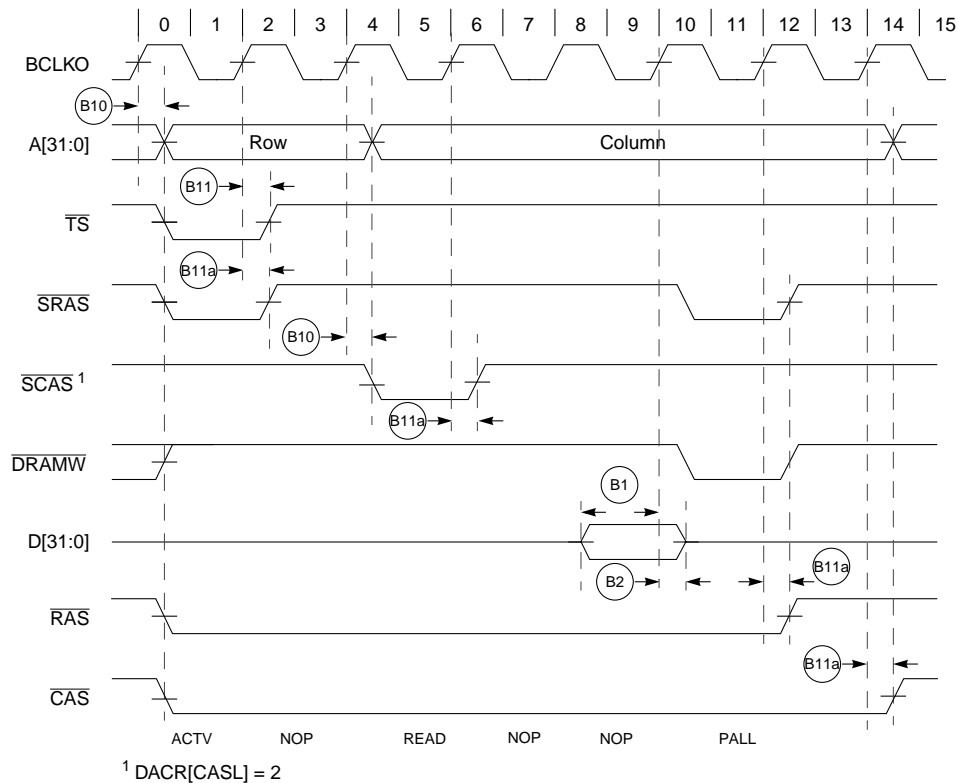 0 1 2 3 4 5 6 7 8 9 10 11 12 13 14 15
BCLKO
B10
A[31:0] Row Column
B11
TS
B11a
SRAS
B10
SCAS 1
B11a
DRAMW
B1
D[31:0]
B2 B11a
RAS
B11a
CAS
ACTV NOP READ NOP NOP PALL
1 DACR[CASL] = 2